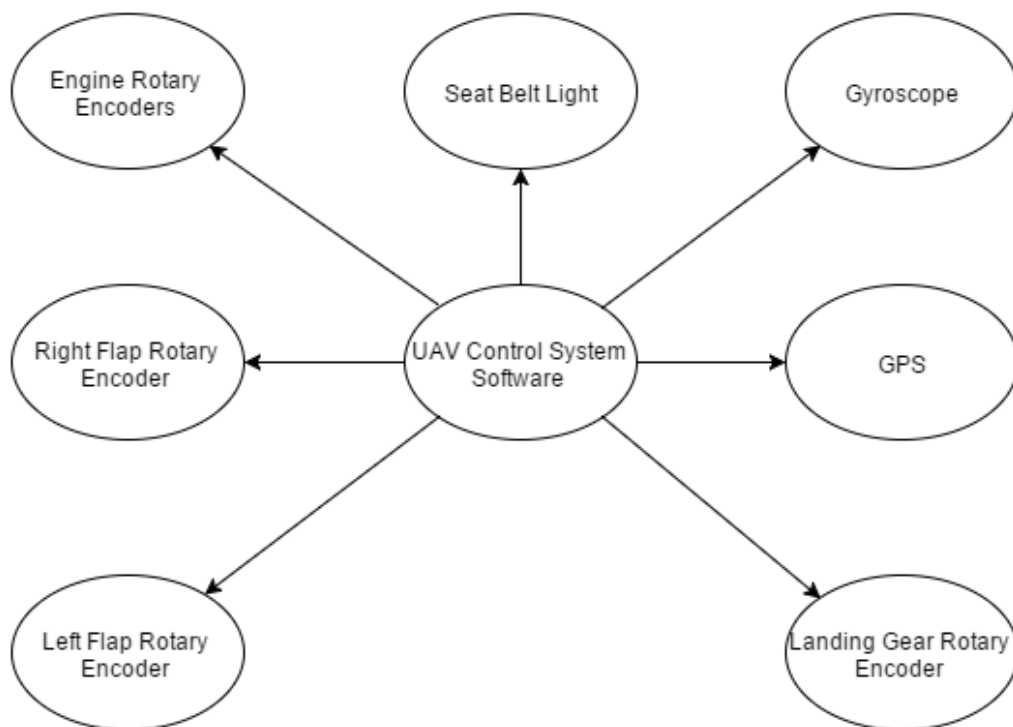 Engine Rotary
Encoders
Seat Belt Light
Gyroscope
Right Flap Rotary
Encoder
UAV Control System
Software
GPS
Left Flap Rotary
Encoder
Landing Gear Rotary
Encoder